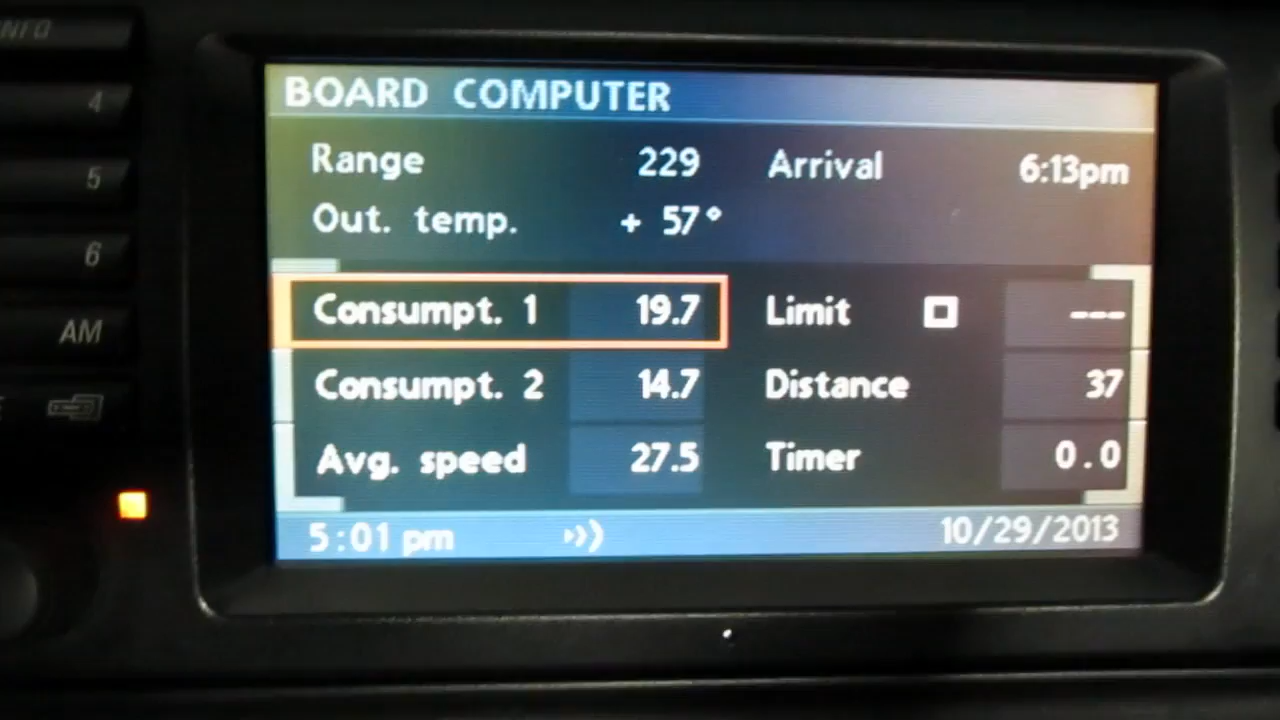 INFO
4
5
6
AM
BOARD COMPUTER
Range 229 Arrival 6:13pm
Out. temp. + 57°
Consumpt. 1 19.7 Limit ---
Consumpt. 2 14.7 Distance 37
Avg. speed 27.5 Timer 0.0
5:01 pm 10/29/2013